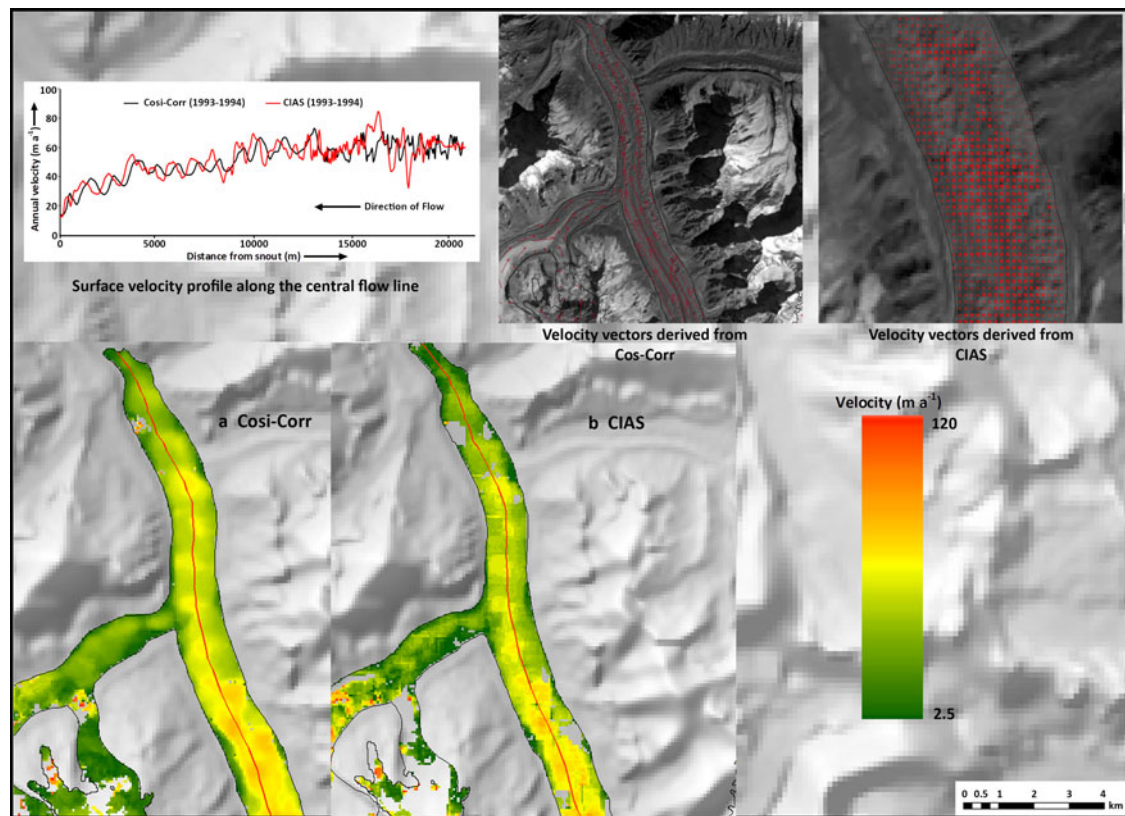 Cosi-Corr (1993-1994) CIAS (1993-1994)
Annual velocity (m a⁻¹)
100
80
60
40
20
0
0 5000 10000 15000 20000
Direction of Flow
Distance from snout (m)
Surface velocity profile along the central flow line
Velocity vectors derived from
Cos-Corr
Velocity vectors derived from
CIAS
a Cosi-Corr
b CIAS
Velocity (m a⁻¹)
120
2.5
0 0.5 1 2 3 4
km